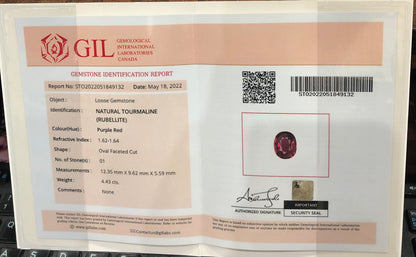 GIL
GEMOLOGICAL
INTERNATIONAL
LABORATORIES
CANADA
GEMSTONE IDENTIFICATION REPORT
Report No: STO2022051849132 Date: May 18, 2022
Object : Loose Gemstone
Identification : NATURAL TOURMALINE
(RUBELLITE)
Colour(Hue) : Purple Red
Refractive Index : 1.62-1.64
Shape : Oval Faceted Cut
No. of Stone(s) : 01
Measurements : 12.35 mm X 9.62 mm X 5.59 mm
Weight : 4.43 cts.
Comments : None
www.gillabs.com
Contactus@gillabs.com
STO2022051849132
AUTHORIZED SIGNATURE
IMPORTANT
SECURITY SEAL